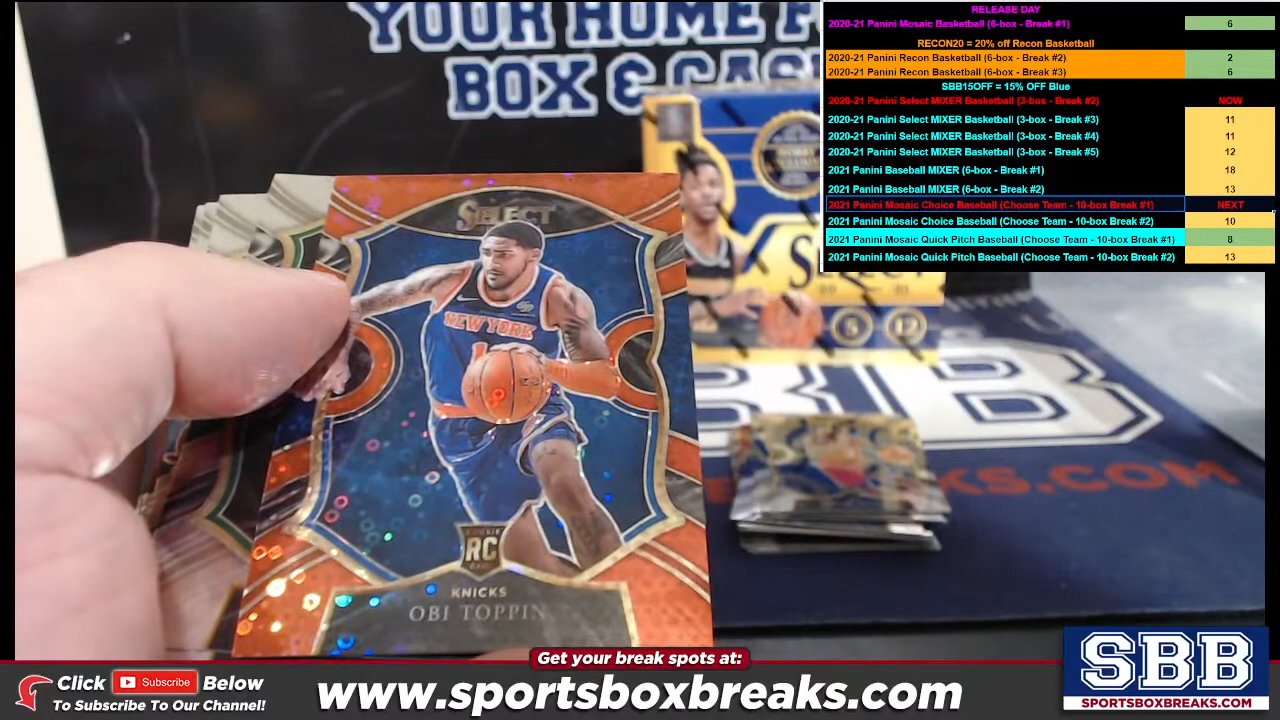 YOUR HOME F
BOX & CAS
RELEASE DAY
2020-21 Panini Mosaic Basketball (6-box - Break #1) 6
RECON20 = 20% off Recon Basketball
2020-21 Panini Recon Basketball (6-box - Break #2) 2
2020-21 Panini Recon Basketball (6-box - Break #3) 6
SBB15OFF = 15% OFF Blue
2020-21 Panini Select MIXER Basketball (3-box - Break #2) NOW
2020-21 Panini Select MIXER Basketball (3-box - Break #3) 11
2020-21 Panini Select MIXER Basketball (3-box - Break #4) 11
2020-21 Panini Select MIXER Basketball (3-box - Break #5) 12
2021 Panini Baseball MIXER (6-box - Break #1) 18
2021 Panini Baseball MIXER (6-box - Break #2) 13
2021 Panini Mosaic Choice Baseball (Choose Team - 10-box Break #1) NEXT
2021 Panini Mosaic Choice Baseball (Choose Team - 10-box Break #2) 10
2021 Panini Mosaic Quick Pitch Baseball (Choose Team - 10-box Break #1) 8
2021 Panini Mosaic Quick Pitch Baseball (Choose Team - 10-box Break #2) 13
SELECT
NEW YORK
RC
KNICKS
OBI TOPPIN
5 12
KS.COM
Get your break spots at:
Click Subscribe Below
To Subscribe To Our Channel!
www.sportsboxbreaks.com
SBB
SPORTSBOXBREAKS.COM